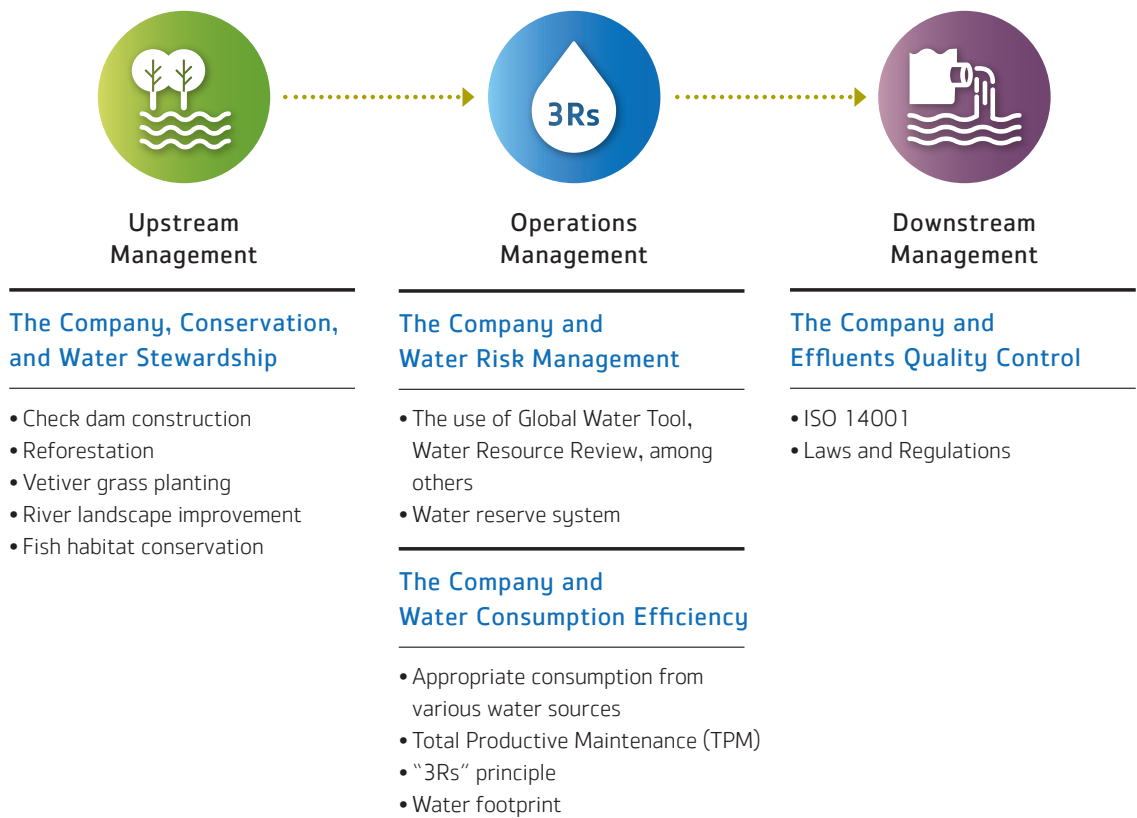 3Rs
Upstream
Management
The Company, Conservation,
and Water Stewardship
• Check dam construction
• Reforestation
• Vetiver grass planting
• River landscape improvement
• Fish habitat conservation
Operations
Management
The Company and
Water Risk Management
• The use of Global Water Tool,
Water Resource Review, among
others
• Water reserve system
The Company and
Water Consumption Efficiency
• Appropriate consumption from
various water sources
• Total Productive Maintenance (TPM)
• “3Rs” principle
• Water footprint
Downstream
Management
The Company and
Effluents Quality Control
• ISO 14001
• Laws and Regulations